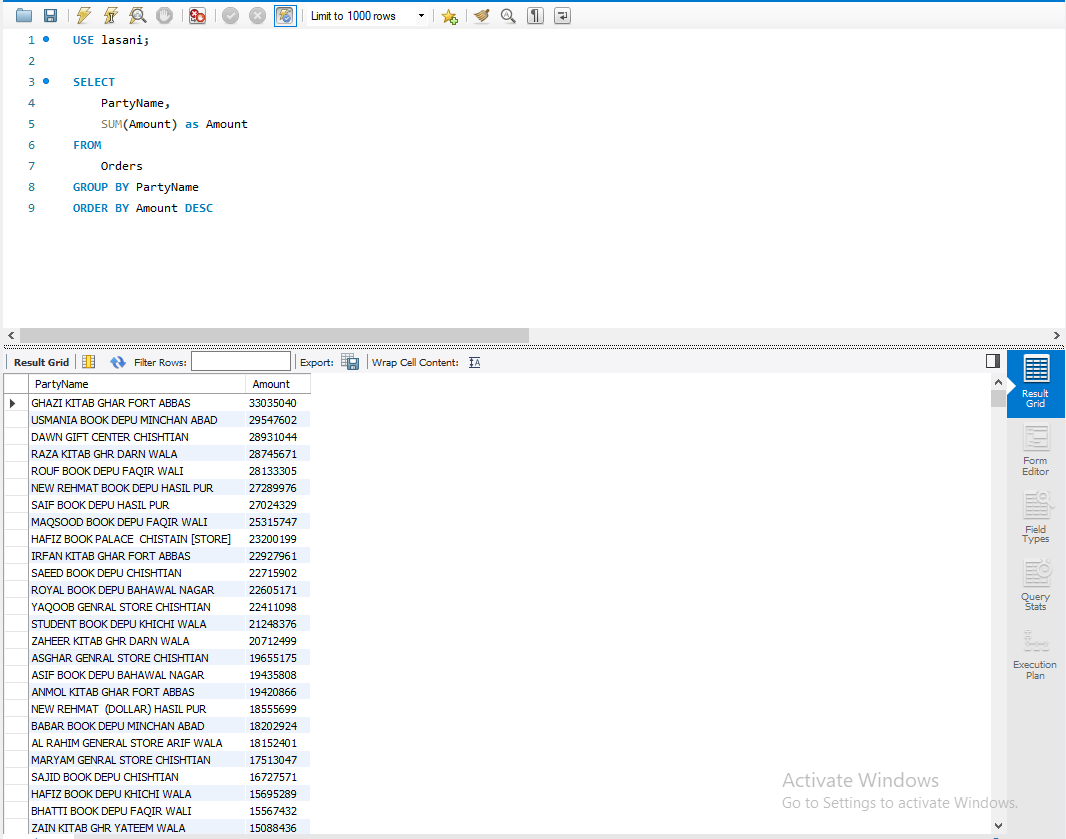 Limit to 1000 rows
1 USE lasani;
2
3 SELECT
4 PartyName,
5 SUM(Amount) as Amount
6 FROM
7 Orders
8 GROUP BY PartyName
9 ORDER BY Amount DESC
Result Grid Filter Rows: Export: Wrap Cell Content:
PartyName Amount
GHAZI KITAB GHAR FORT ABBAS 33035040
USMANIA BOOK DEPU MINCHAN ABAD 29547602
DAWN GIFT CENTER CHISHTIAN 28931044
RAZA KITAB GHR DARN WALA 28745671
ROUF BOOK DEPU FAQIR WALI 28133305
NEW REHMAT BOOK DEPU HASIL PUR 27289976
SAIF BOOK DEPU HASIL PUR 27024329
MAQSOOD BOOK DEPU FAQIR WALI 25315747
HAFIZ BOOK PALACE  CHISTAIN [STORE] 23200199
IRFAN KITAB GHAR FORT ABBAS 22927961
SAEED BOOK DEPU CHISHTIAN 22715902
ROYAL BOOK DEPU BAHAWAL NAGAR 22605171
YAQOOB GENRAL STORE CHISHTIAN 22411098
STUDENT BOOK DEPU KHICHI WALA 21248376
ZAHEER KITAB GHR DARN WALA 20712499
ASGHAR GENRAL STORE CHISHTIAN 19655175
ASIF BOOK DEPU BAHAWAL NAGAR 19435808
ANMOL KITAB GHAR FORT ABBAS 19420866
NEW REHMAT  (DOLLAR) HASIL PUR 18555699
BABAR BOOK DEPU MINCHAN ABAD 18202924
AL RAHIM GENERAL STORE ARIF WALA 18152401
MARYAM GENRAL STORE CHISHTIAN 17513047
SAJID BOOK DEPU CHISHTIAN 16727571
HAFIZ BOOK DEPU KHICHI WALA 15695289
BHATTI BOOK DEPU FAQIR WALI 15567432
ZAIN KITAB GHR YATEEM WALA 15088436
Result
Grid
Form
Editor
Field
Types
Query
Stats
Execution
Plan
Activate Windows
Go to Settings to activate Windows.